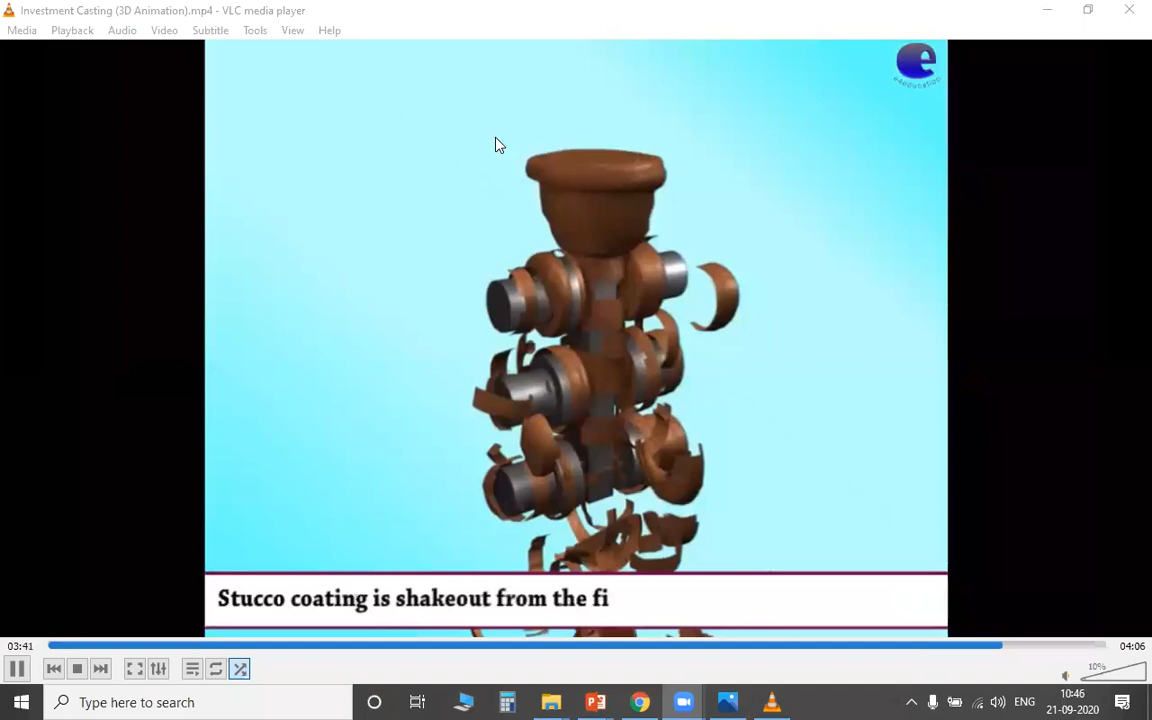 Investment Casting (3D Animation).mp4 - VLC media player
Media Playback Audio Video Subtitle Tools View Help
e
e4education
Stucco coating is shakeout from the fi
03:41
04:06
10%
Type here to search
ENG
10:46
21-09-2020